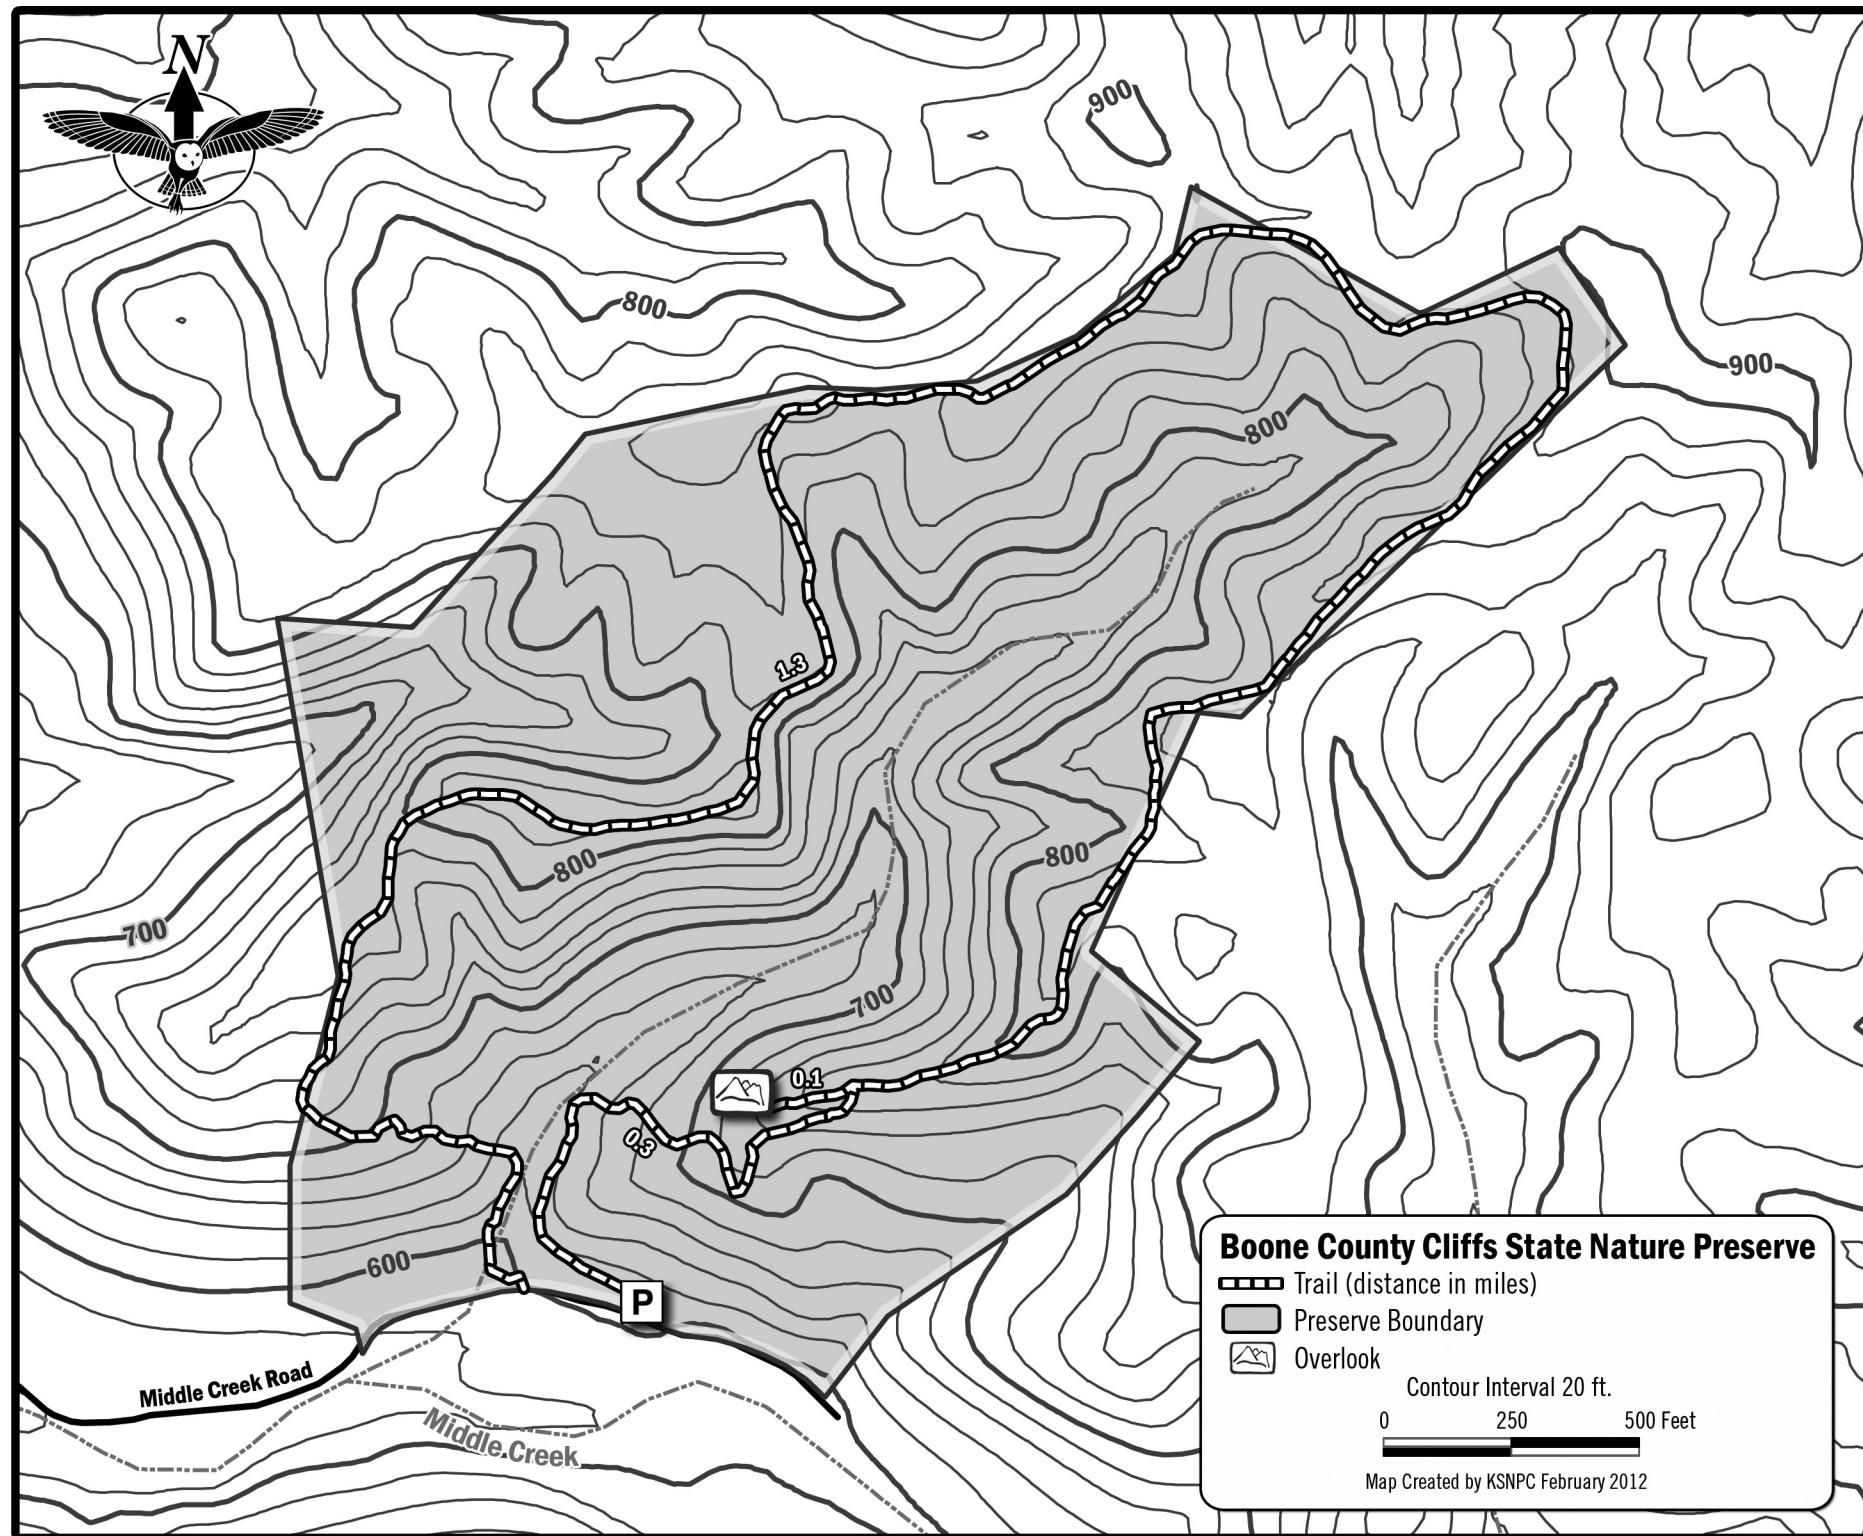 N
900
800
900
800
1.3
800
800
700
700
0.1
0.3
600
P
Middle Creek Road
Middle Creek
Boone County Cliffs State Nature Preserve
Trail (distance in miles)
Preserve Boundary
Overlook
Contour Interval 20 ft.
0 250 500 Feet
Map Created by KSNPC February 2012